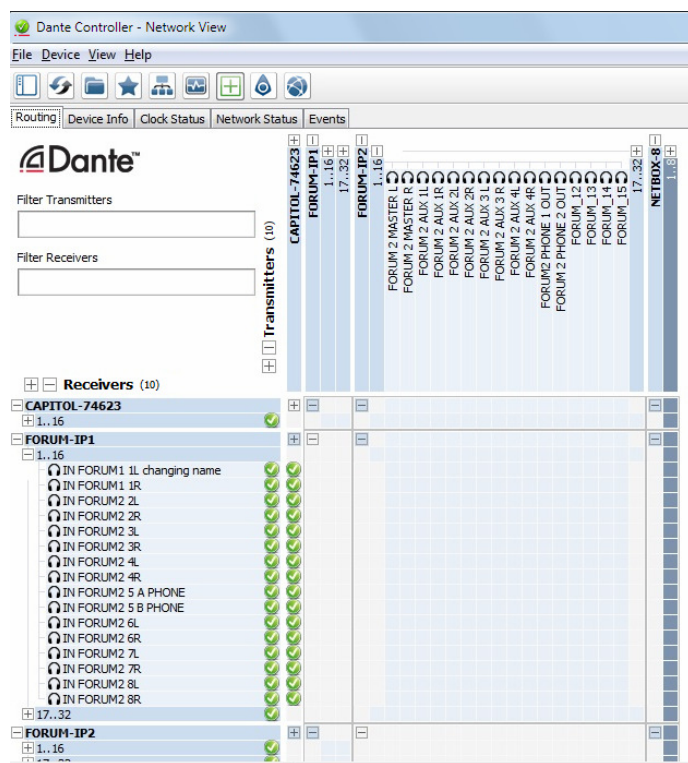 Dante Controller - Network View
File Device View Help
Routing Device Info Clock Status Network Status Events
Dante™
Filter Transmitters
Filter Receivers
Transmitters (10)
CAPITOL-74623
FORUM-IP1
1..16
17..32
FORUM-IP2
1..16
FORUM 2 MASTER L
FORUM 2 MASTER R
FORUM 2 AUX 1L
FORUM 2 AUX 1R
FORUM 2 AUX 2L
FORUM 2 AUX 2R
FORUM 2 AUX 3 L
FORUM 2 AUX 3 R
FORUM 2 AUX 4L
FORUM 2 AUX 4R
FORUM2 PHONE 1 OUT
FORUM 2 PHONE 2 OUT
FORUM_12
FORUM_13
FORUM_14
FORUM_15
17..32
NETBOX-8
1..8
Receivers (10)
CAPITOL-74623
1..16
FORUM-IP1
1..16
IN FORUM1 1L changing name
IN FORUM1 1R
IN FORUM2 2L
IN FORUM2 2R
IN FORUM2 3L
IN FORUM2 3R
IN FORUM2 4L
IN FORUM2 4R
IN FORUM2 5 A PHONE
IN FORUM2 5 B PHONE
IN FORUM2 6L
IN FORUM2 6R
IN FORUM2 7L
IN FORUM2 7R
IN FORUM2 8L
IN FORUM2 8R
17..32
FORUM-IP2
1..16